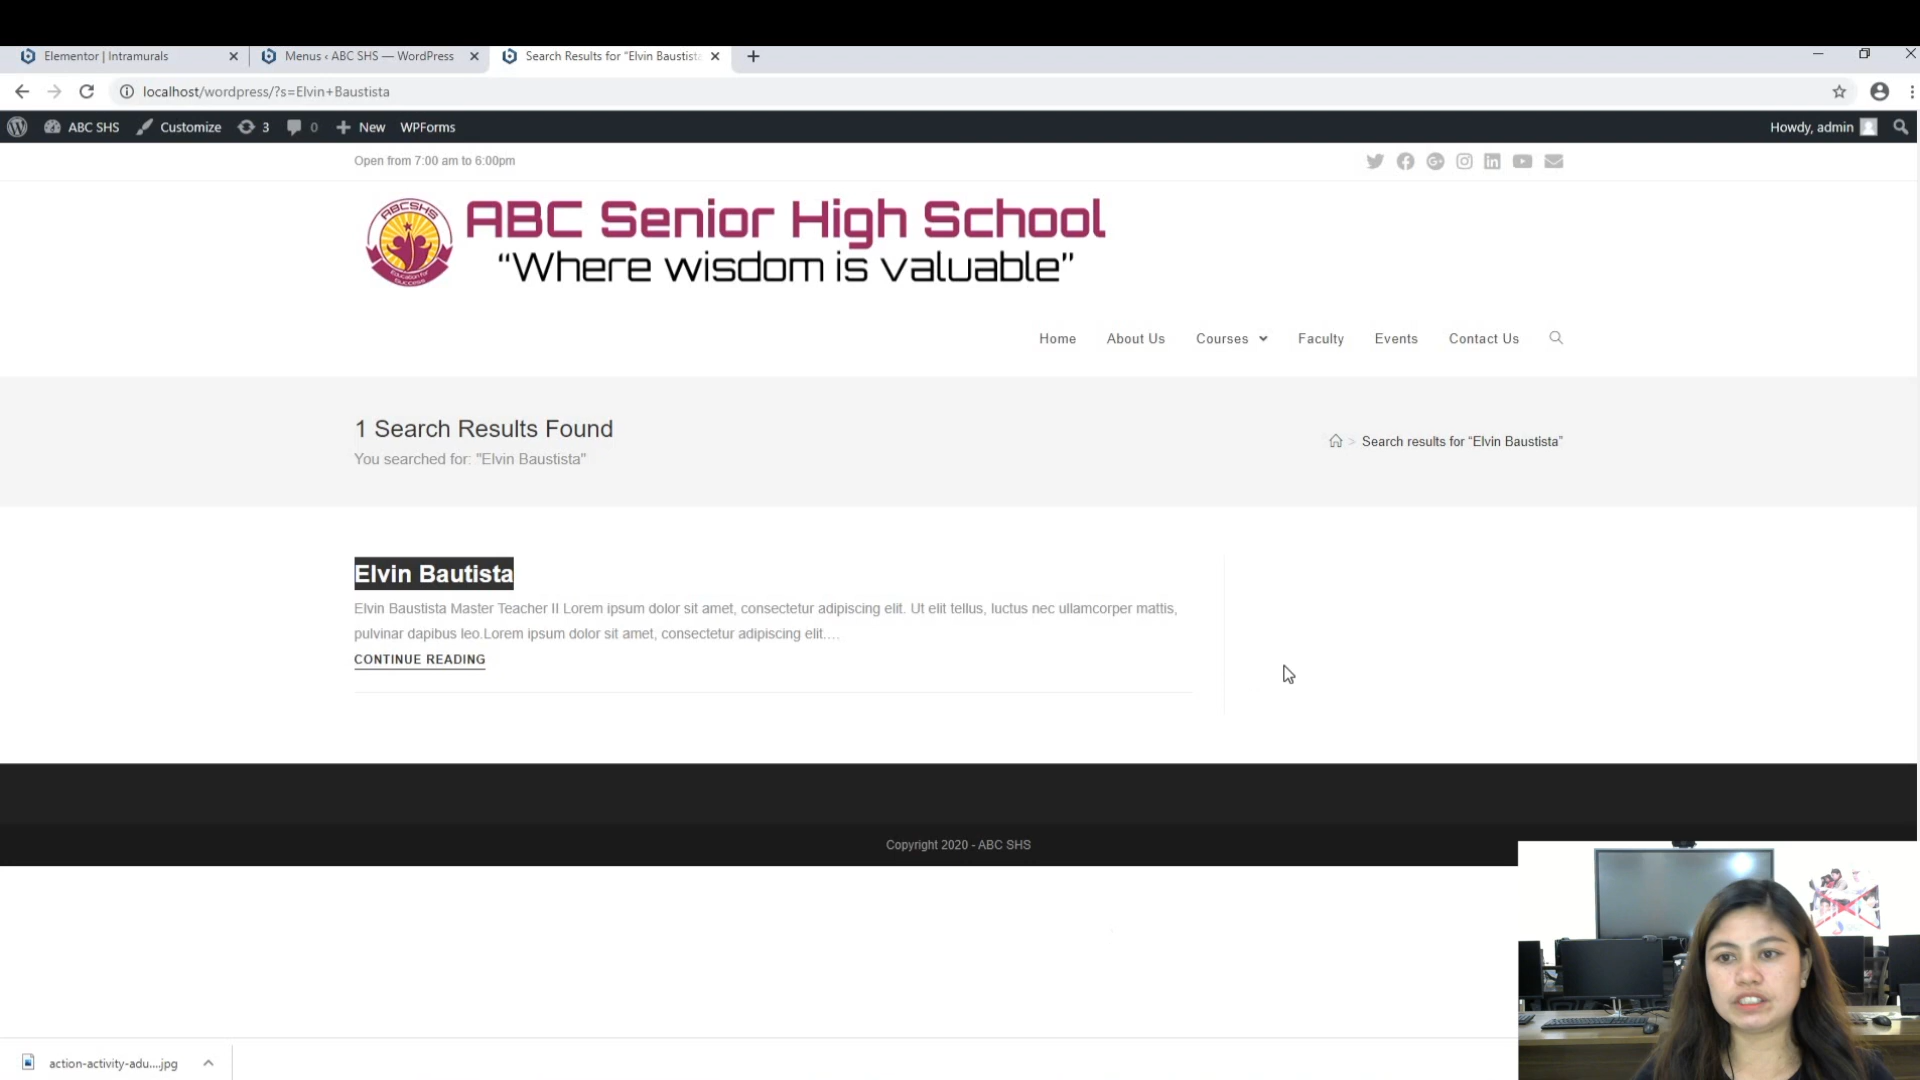 Elementor | Intramurals
Menus ‹ ABC SHS — WordPress
Search Results for “Elvin Baustista
localhost/wordpress/?s=Elvin+Baustista
ABC SHS
Customize
3
0
New
WPForms
Howdy, admin
Open from 7:00 am to 6:00pm
ABCSHS
Education for
Success
ABC Senior High School
“Where wisdom is valuable”
Home
About Us
Courses
Faculty
Events
Contact Us
1 Search Results Found
You searched for: "Elvin Baustista"
> Search results for “Elvin Baustista”
Elvin Bautista
Elvin Baustista Master Teacher II Lorem ipsum dolor sit amet, consectetur adipiscing elit. Ut elit tellus, luctus nec ullamcorper mattis,
pulvinar dapibus leo.Lorem ipsum dolor sit amet, consectetur adipiscing elit.…
CONTINUE READING
Copyright 2020 - ABC SHS
action-activity-adu....jpg